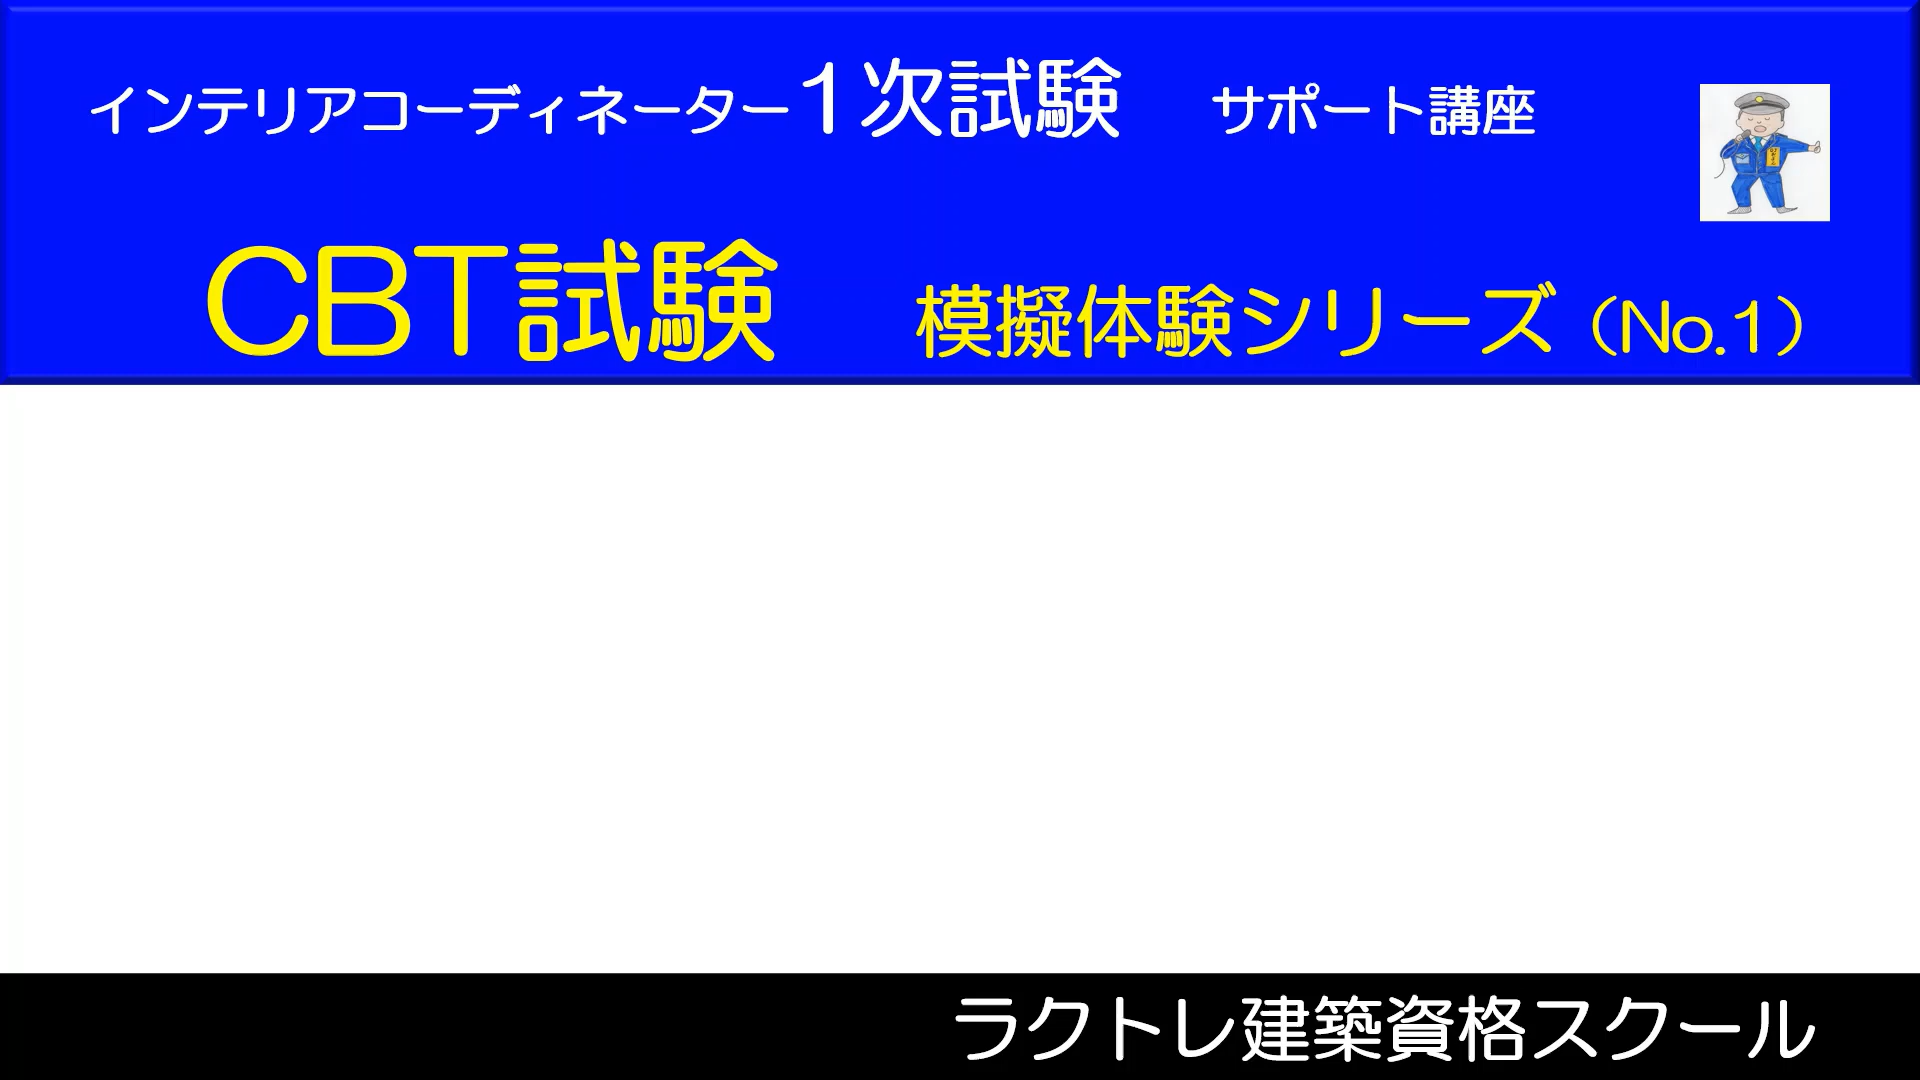 インテリアコーディネーター1次試験 サポート講座
CBT試験 模擬体験シリーズ（No.1）
ラクトレ建築資格スクール